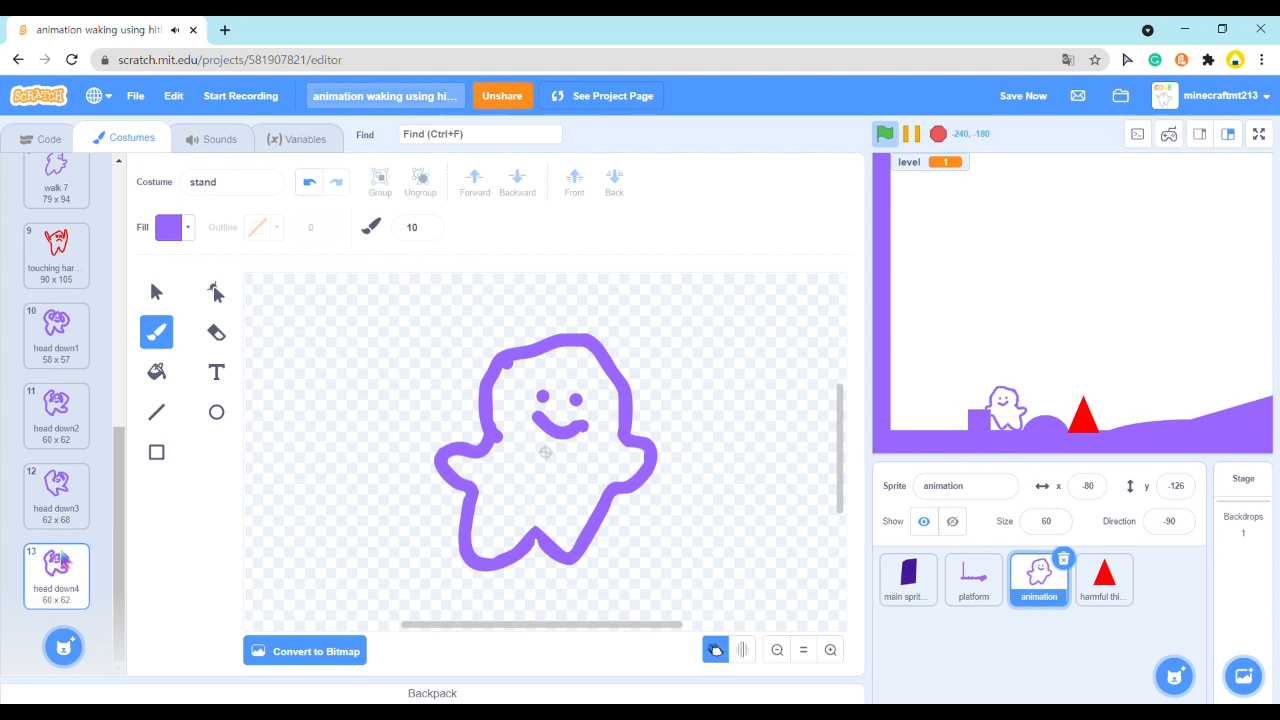 animation waking using hit
scratch.mit.edu/projects/581907821/editor
SCRATCH
File
Edit
Start Recording
animation waking using hi...
Unshare
See Project Page
Save Now
minecraftmt213
Code
Costumes
Sounds
(x) Variables
Find
Find (Ctrl+F)
-240, -180
walk 7
79 x 94
9
touching har...
90 x 105
10
head down1
58 x 57
11
head down2
60 x 62
12
head down3
62 x 68
13
head down4
60 x 62
Costume
stand
Group
Ungroup
Forward
Backward
Front
Back
Fill
Outline
0
10
T
Convert to Bitmap
Backpack
level
1
Sprite
animation
x
-80
y
-126
Show
Size
60
Direction
-90
main sprit...
platform
animation
harmful thi...
Stage
Backdrops
1